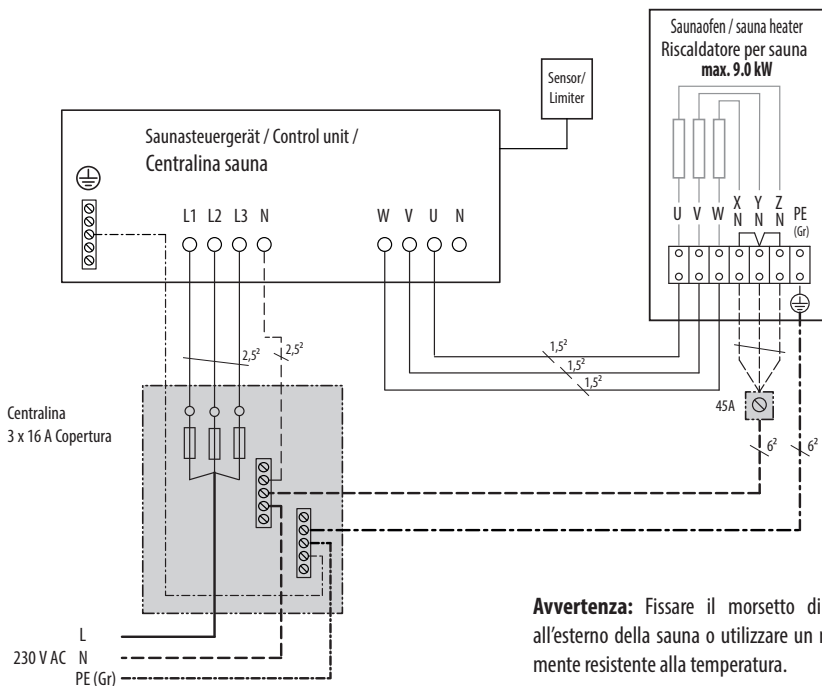 Saunaofen / sauna heater
Riscaldatore per sauna
max. 9.0 kW
Sensor/
Limiter
Saunasteuergerät / Control unit /
Centralina sauna
L1 L2 L3 N
W V U N
U V W
X Y Z
N N N
PE
(Gr)
2,5²
2,5²
1,5²
1,5²
1,5²
Centralina
3 x 16 A Copertura
45A
6²
6²
L
230 V AC N
PE (Gr)
Avvertenza: Fissare il morsetto di
all'esterno della sauna o utilizzare un
mente resistente alla temperatura.